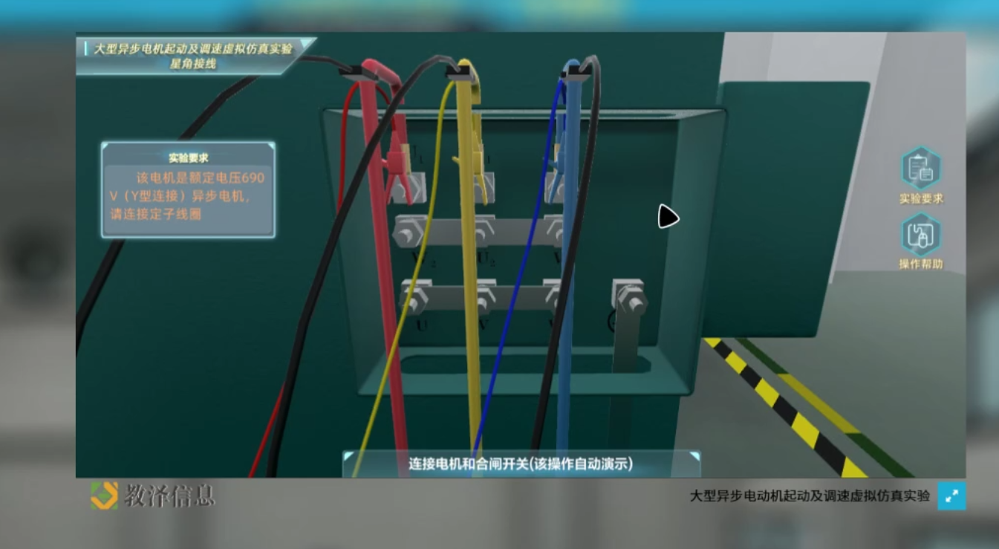 大型异步电机起动及调速虚拟仿真实验
星角接线
实验要求
该电机是额定电压690
V（Y型连接）异步电机，
请连接定子线圈
实验要求
操作帮助
W2
U2
U
V
连接电机和合闸开关(该操作自动演示)
教泽信息
大型异步电动机起动及调速虚拟仿真实验